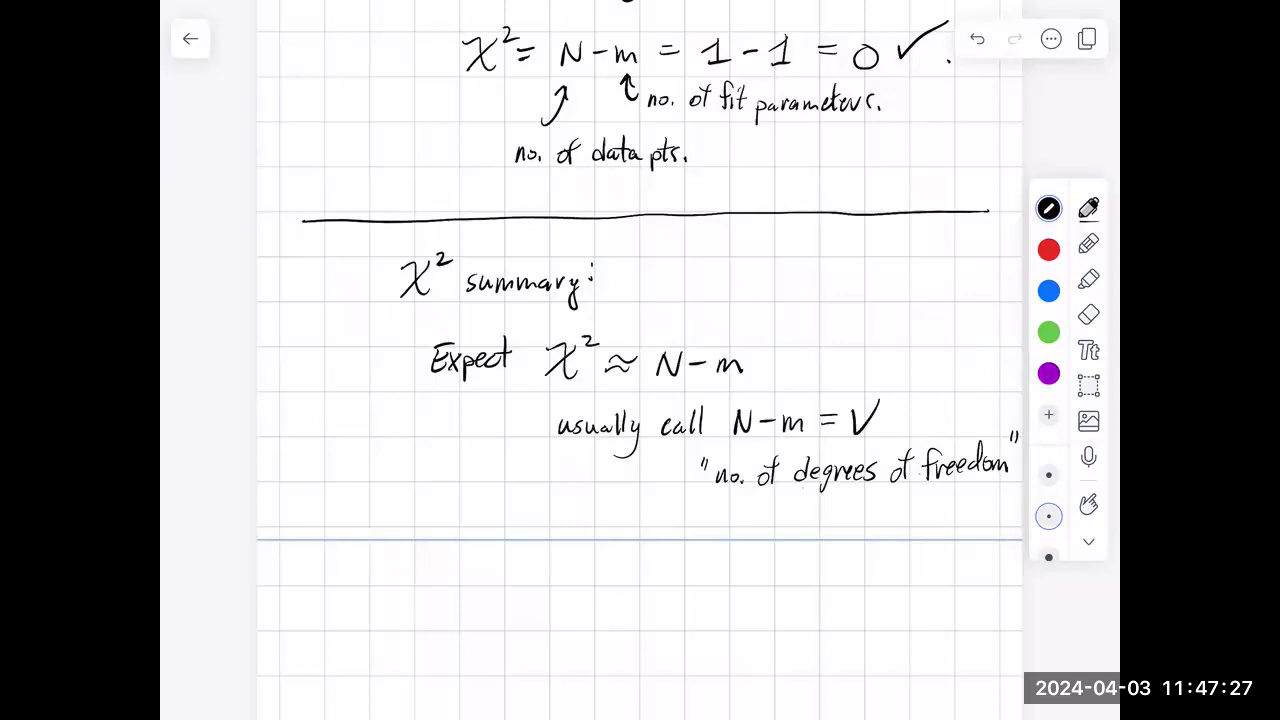 χ²= N-m = 1-1 = 0 ✓.
no. of fit parameters.
no. of data pts.
χ² summary:
Expect χ² ≈ N-m
usually call N-m = ν
"no. of degrees of freedom"
Tt
2024-04-03 11:47:27